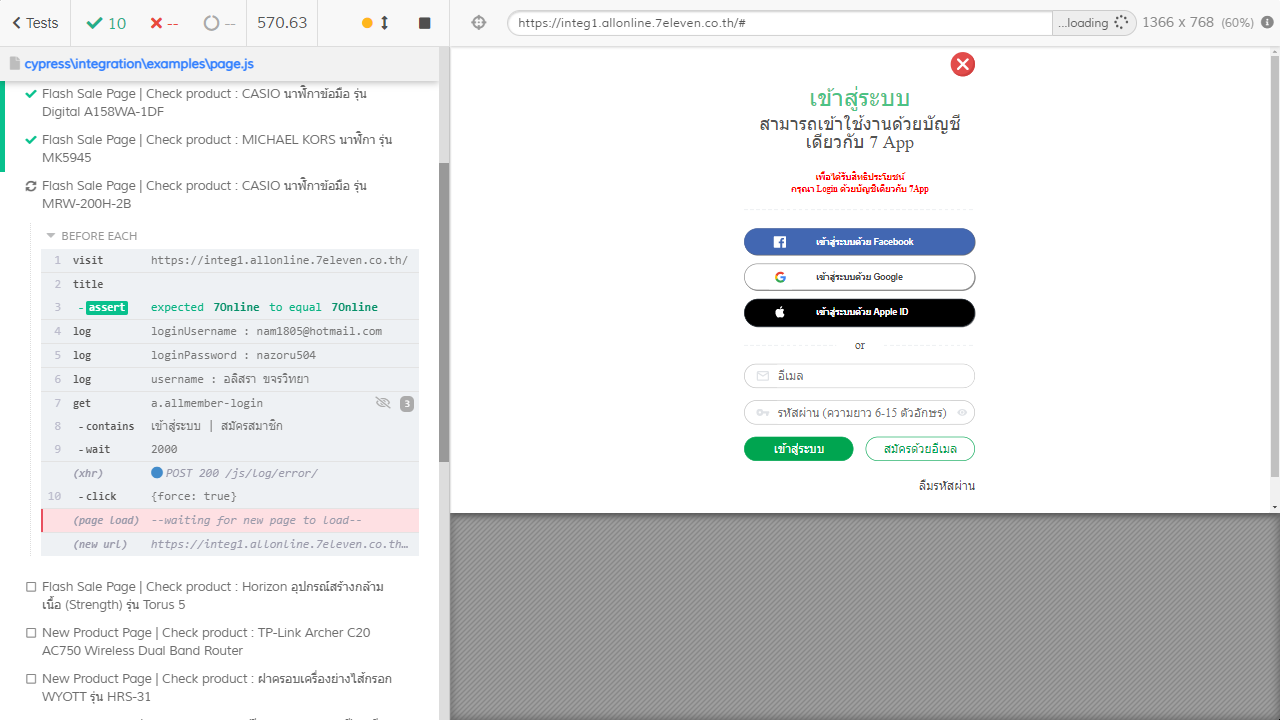 Tests
10
--
--
570.63
https://integ1.allonline.7eleven.co.th/#
...loading
1366 x 768 (60%)
cypress\integration\examples\page.js
Flash Sale Page | Check product : CASIO นาฬิกาข้อมือ รุ่น
Digital A158WA-1DF
Flash Sale Page | Check product : MICHAEL KORS นาฬิกา รุ่น
MK5945
Flash Sale Page | Check product : CASIO นาฬิกาข้อมือ รุ่น
MRW-200H-2B
BEFORE EACH
1 visit https://integ1.allonline.7eleven.co.th/
2 title
3 -assert expected 7Online to equal 7Online
4 log loginUsername : nam1805@hotmail.com
5 log loginPassword : nazoru504
6 log username : อลิสรา ขจรวิทยา
7 get a.allmember-login 3
8 -contains เข้าสู่ระบบ | สมัครสมาชิก
9 -wait 2000
(xhr) POST 200 /js/log/error/
10 -click {force: true}
(page load) --waiting for new page to load--
(new url) https://integ1.allonline.7eleven.co.th…
Flash Sale Page | Check product : Horizon อุปกรณ์สร้างกล้าม
เนื้อ (Strength) รุ่น Torus 5
New Product Page | Check product : TP-Link Archer C20
AC750 Wireless Dual Band Router
New Product Page | Check product : ฝาครอบเครื่องย่างไส้กรอก
WYOTT รุ่น HRS-31
เข้าสู่ระบบ
สามารถเข้าใช้งานด้วยบัญชี
เดียวกับ 7 App
เพื่อได้รับสิทธิประโยชน์
กรุณา Login ด้วยบัญชีเดียวกับ 7App
เข้าสู่ระบบด้วย Facebook
เข้าสู่ระบบด้วย Google
เข้าสู่ระบบด้วย Apple ID
or
อีเมล
รหัสผ่าน (ความยาว 6-15 ตัวอักษร)
เข้าสู่ระบบ
สมัครด้วยอีเมล
ลืมรหัสผ่าน